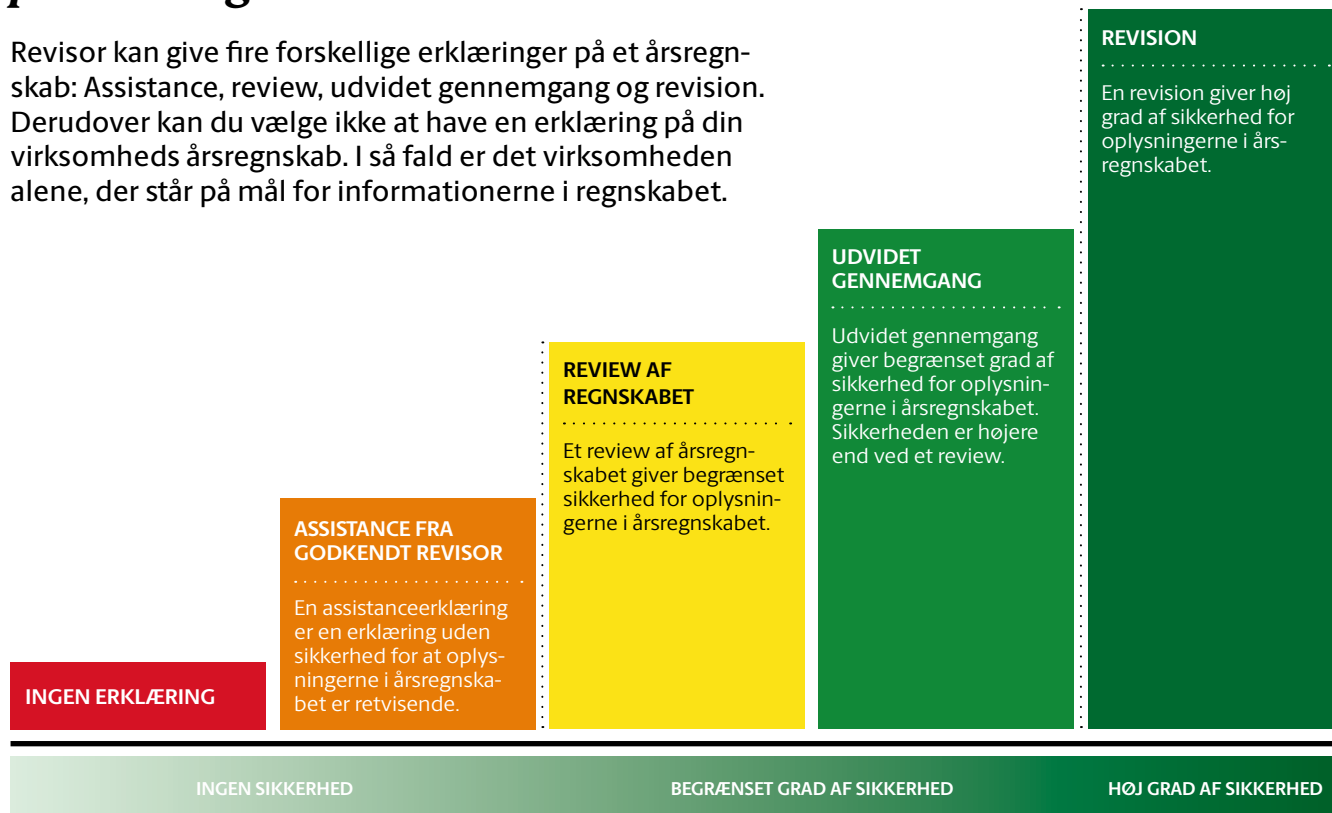 Revisor kan give fire forskellige erklæringer på et årsregn-
skab: Assistance, review, udvidet gennemgang og revision.
Derudover kan du vælge ikke at have en erklæring på din
virksomheds årsregnskab. I så fald er det virksomheden
alene, der står på mål for informationerne i regnskabet.
INGEN ERKLÆRING
ASSISTANCE FRA
GODKENDT REVISOR
En assistanceerklæring
er en erklæring uden
sikkerhed for at oplys-
ningerne i årsregnska-
bet er retvisende.
REVIEW AF
REGNSKABET
Et review af årsregn-
skabet giver begrænset
sikkerhed for oplysnin-
gerne i årsregnskabet.
UDVIDET
GENNEMGANG
Udvidet gennemgang
giver begrænset grad af
sikkerhed for oplysnin-
gerne i årsregnskabet.
Sikkerheden er højere
end ved et review.
REVISION
En revision giver høj
grad af sikkerhed for
oplysningerne i års-
regnskabet.
INGEN SIKKERHED
BEGRÆNSET GRAD AF SIKKERHED
HØJ GRAD AF SIKKERHED